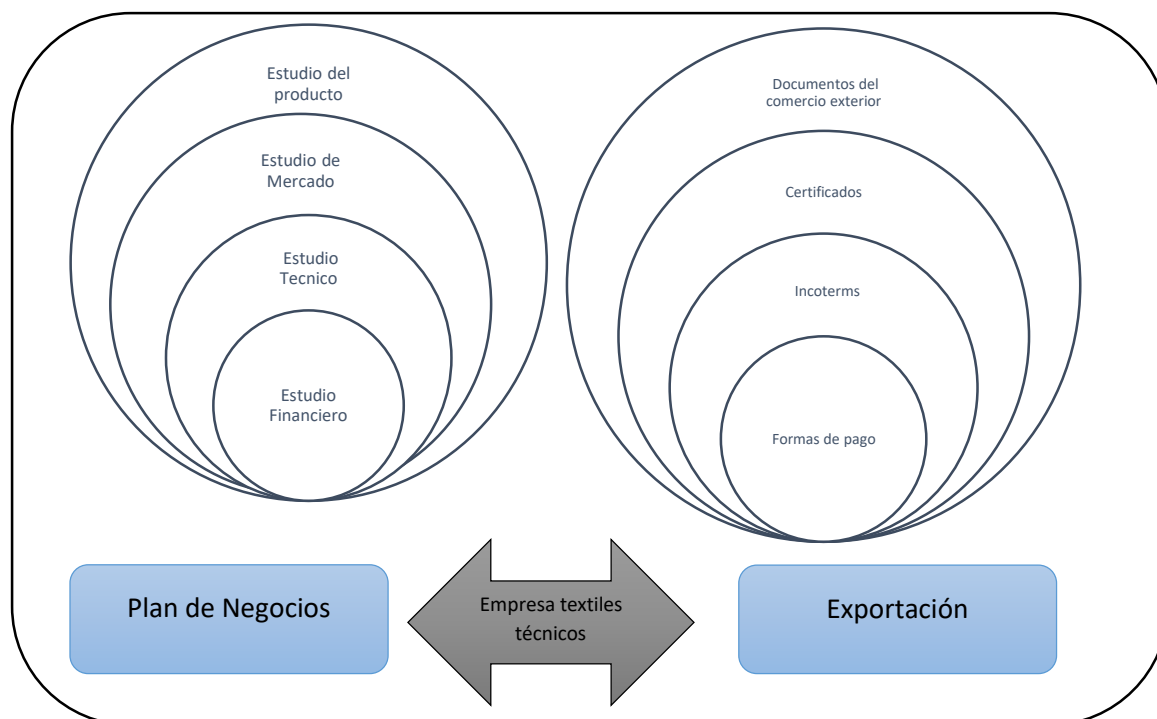 Estudio del
producto
Estudio de
Mercado
Estudio
Tecnico
Estudio
Financiero
Documentos del
comercio exterior
Certificados
Incoterms
Formas de pago
Plan de Negocios
Empresa textiles
técnicos
Exportación